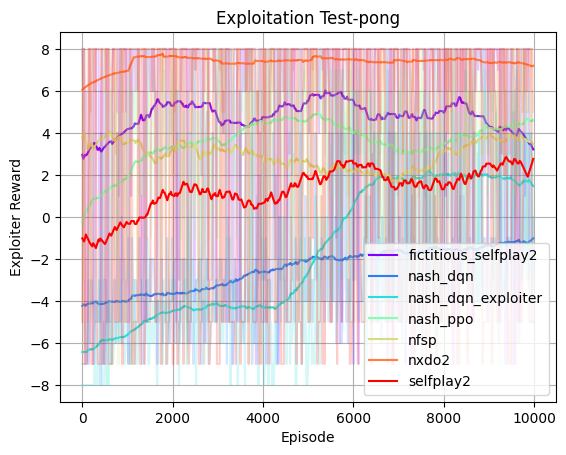 Exploitation Test-pong
Exploiter Reward
8
6
4
2
0
−2
−4
−6
−8
fictitious_selfplay2
nash_dqn
nash_dqn_exploiter
nash_ppo
nfsp
nxdo2
selfplay2
0
2000
4000
6000
8000
10000
Episode